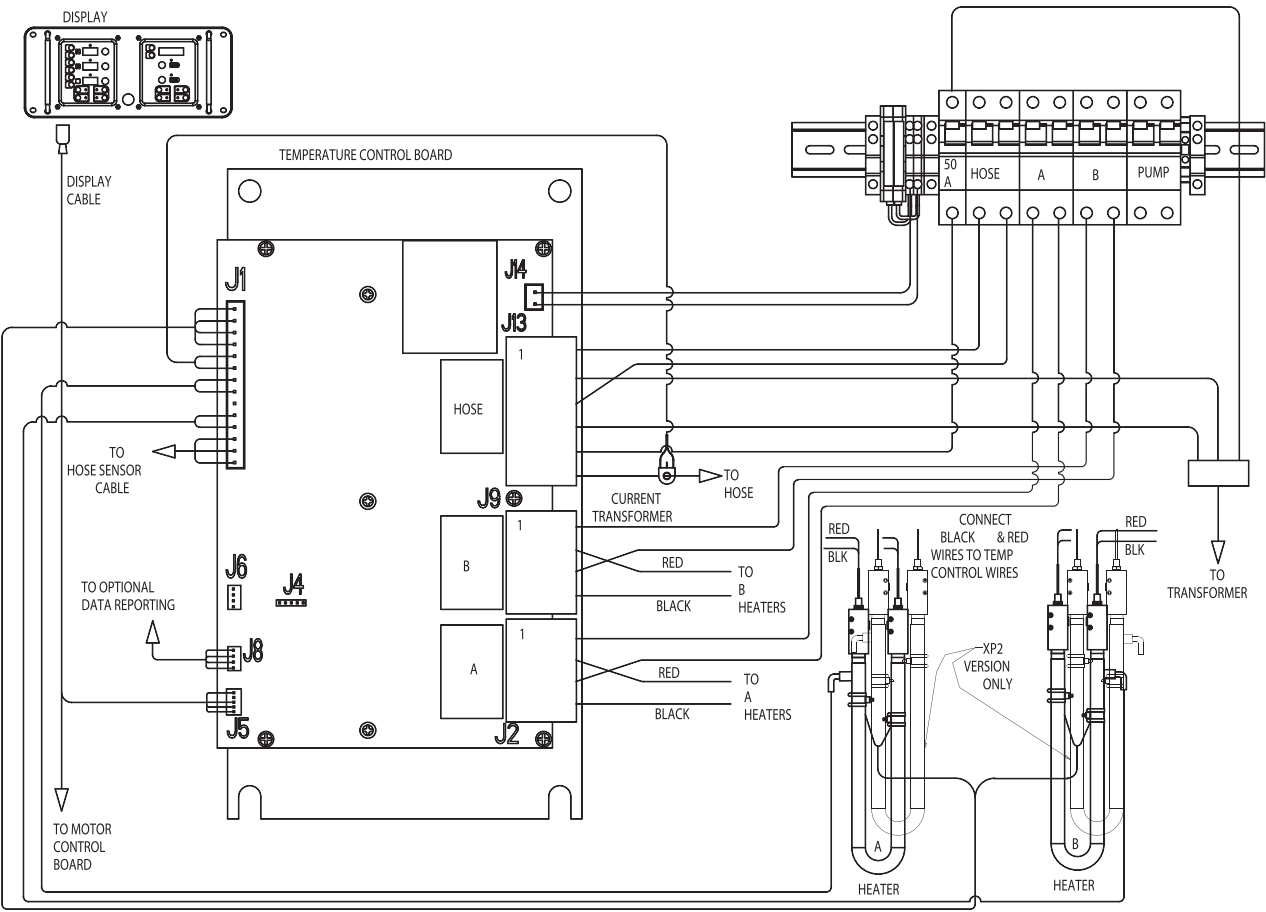 DISPLAY
TEMPERATURE CONTROL BOARD
DISPLAY
CABLE
50
A
HOSE
A
B
PUMP
J1
J14
J13
1
HOSE
TO
HOSE SENSOR
CABLE
TO
HOSE
CURRENT
TRANSFORMER
J9
1
B
RED
BLACK
TO
B
HEATERS
J6
J4
TO OPTIONAL
DATA REPORTING
J8
J5
1
A
RED
BLACK
TO
A
HEATERS
J2
CONNECT
BLACK & RED
WIRES TO TEMP
CONTROL WIRES
RED
BLK
RED
BLK
TO
TRANSFORMER
XP2
VERSION
ONLY
TO MOTOR
CONTROL
BOARD
A
HEATER
B
HEATER